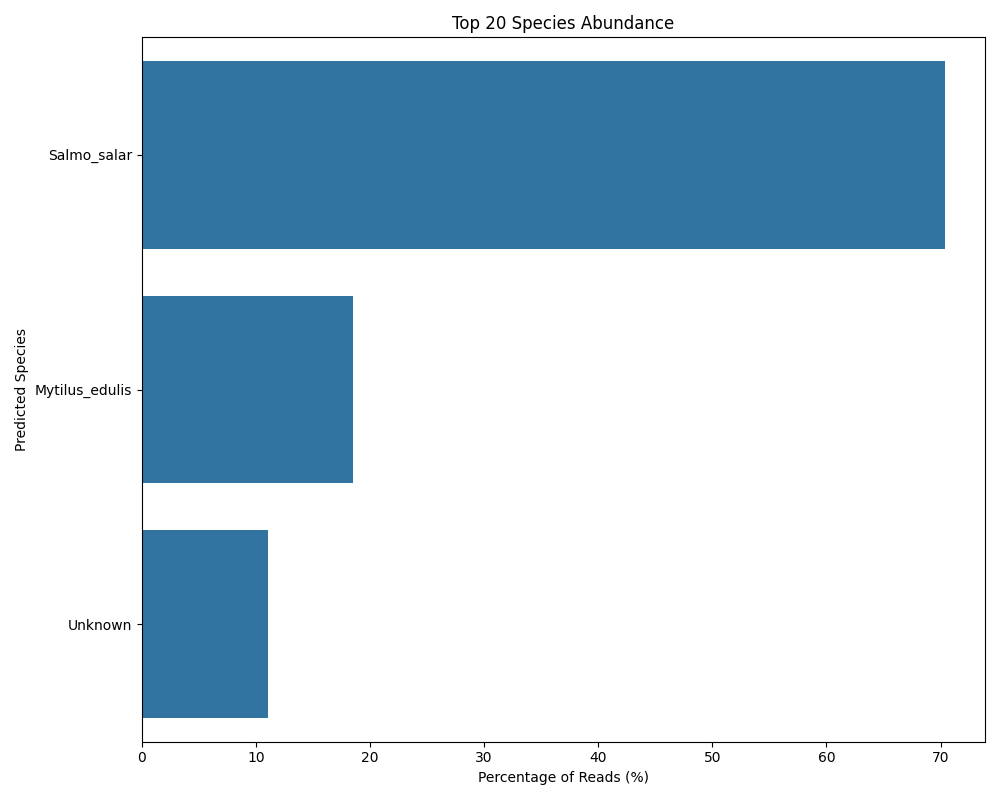 Top 20 Species Abundance
Predicted Species
Salmo_salar
Mytilus_edulis
Unknown
0 10 20 30 40 50 60 70
Percentage of Reads (%)